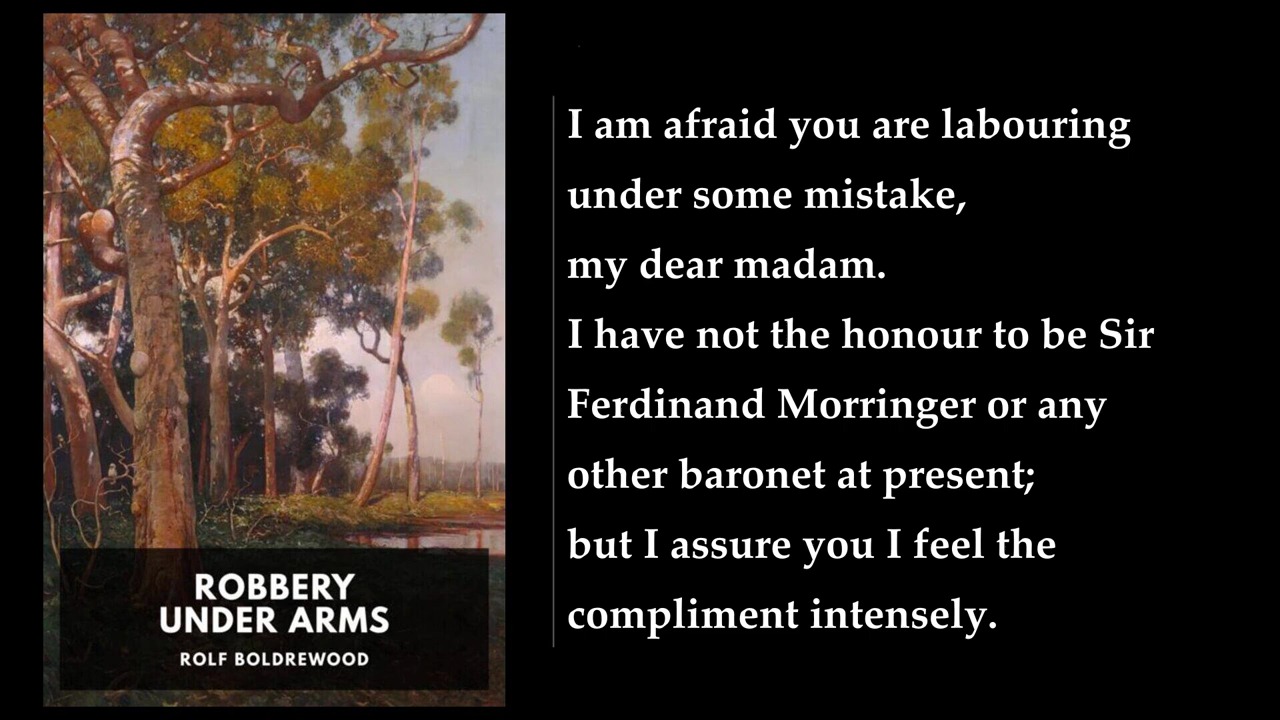 ROBBERY
UNDER ARMS
ROLF BOLDREWOOD
I am afraid you are labouring
under some mistake,
my dear madam.
I have not the honour to be Sir
Ferdinand Morringer or any
other baronet at present;
but I assure you I feel the
compliment intensely.